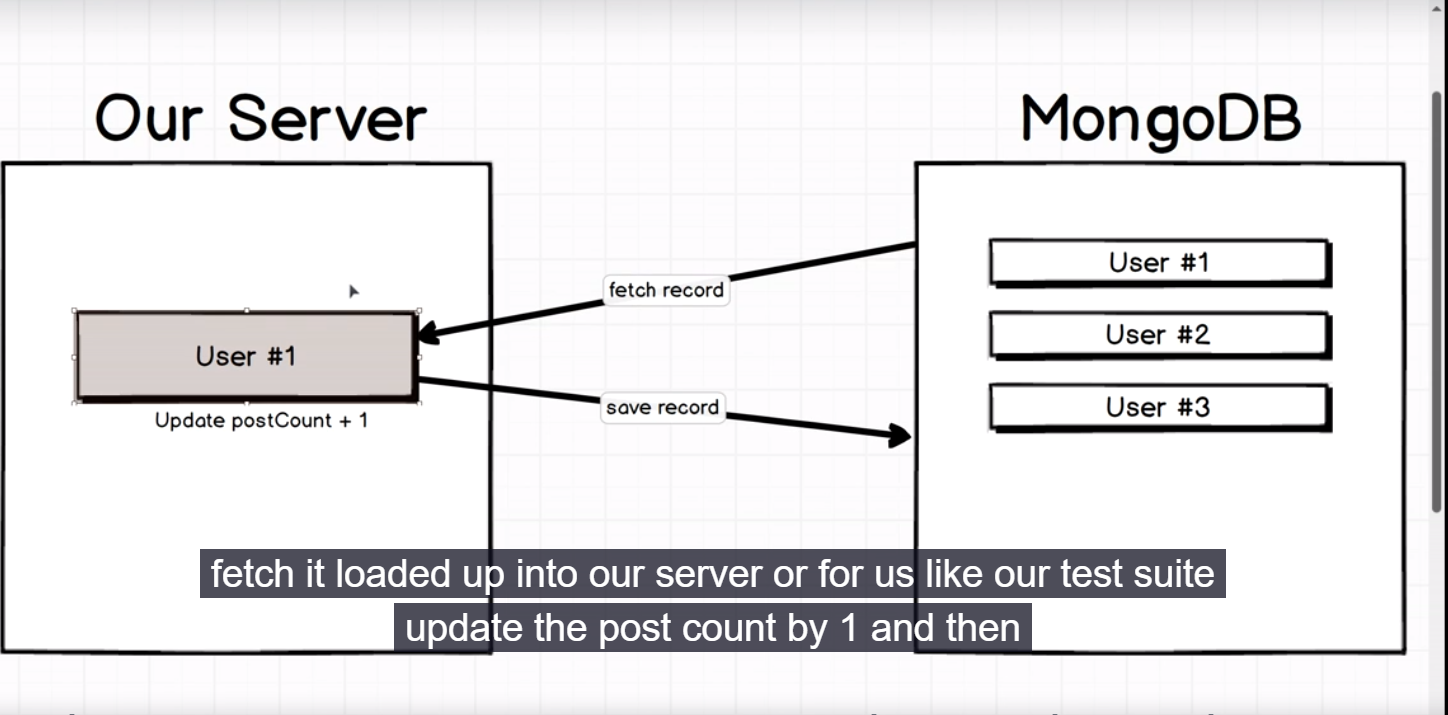 Our Server
MongoDB
User #1
Update postCount + 1
fetch record
save record
User #1
User #2
User #3
fetch it loaded up into our server or for us like our test suite
update the post count by 1 and then